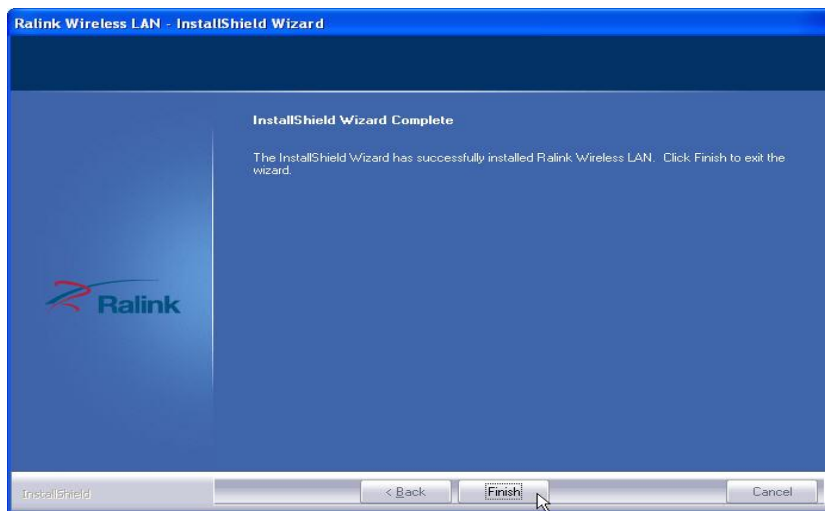 Ralink Wireless LAN - InstallShield Wizard
InstallShield Wizard Complete
The InstallShield Wizard has successfully installed Ralink Wireless LAN. Click Finish to exit the
wizard.
Ralink
InstallShield
< Back
Finish
Cancel